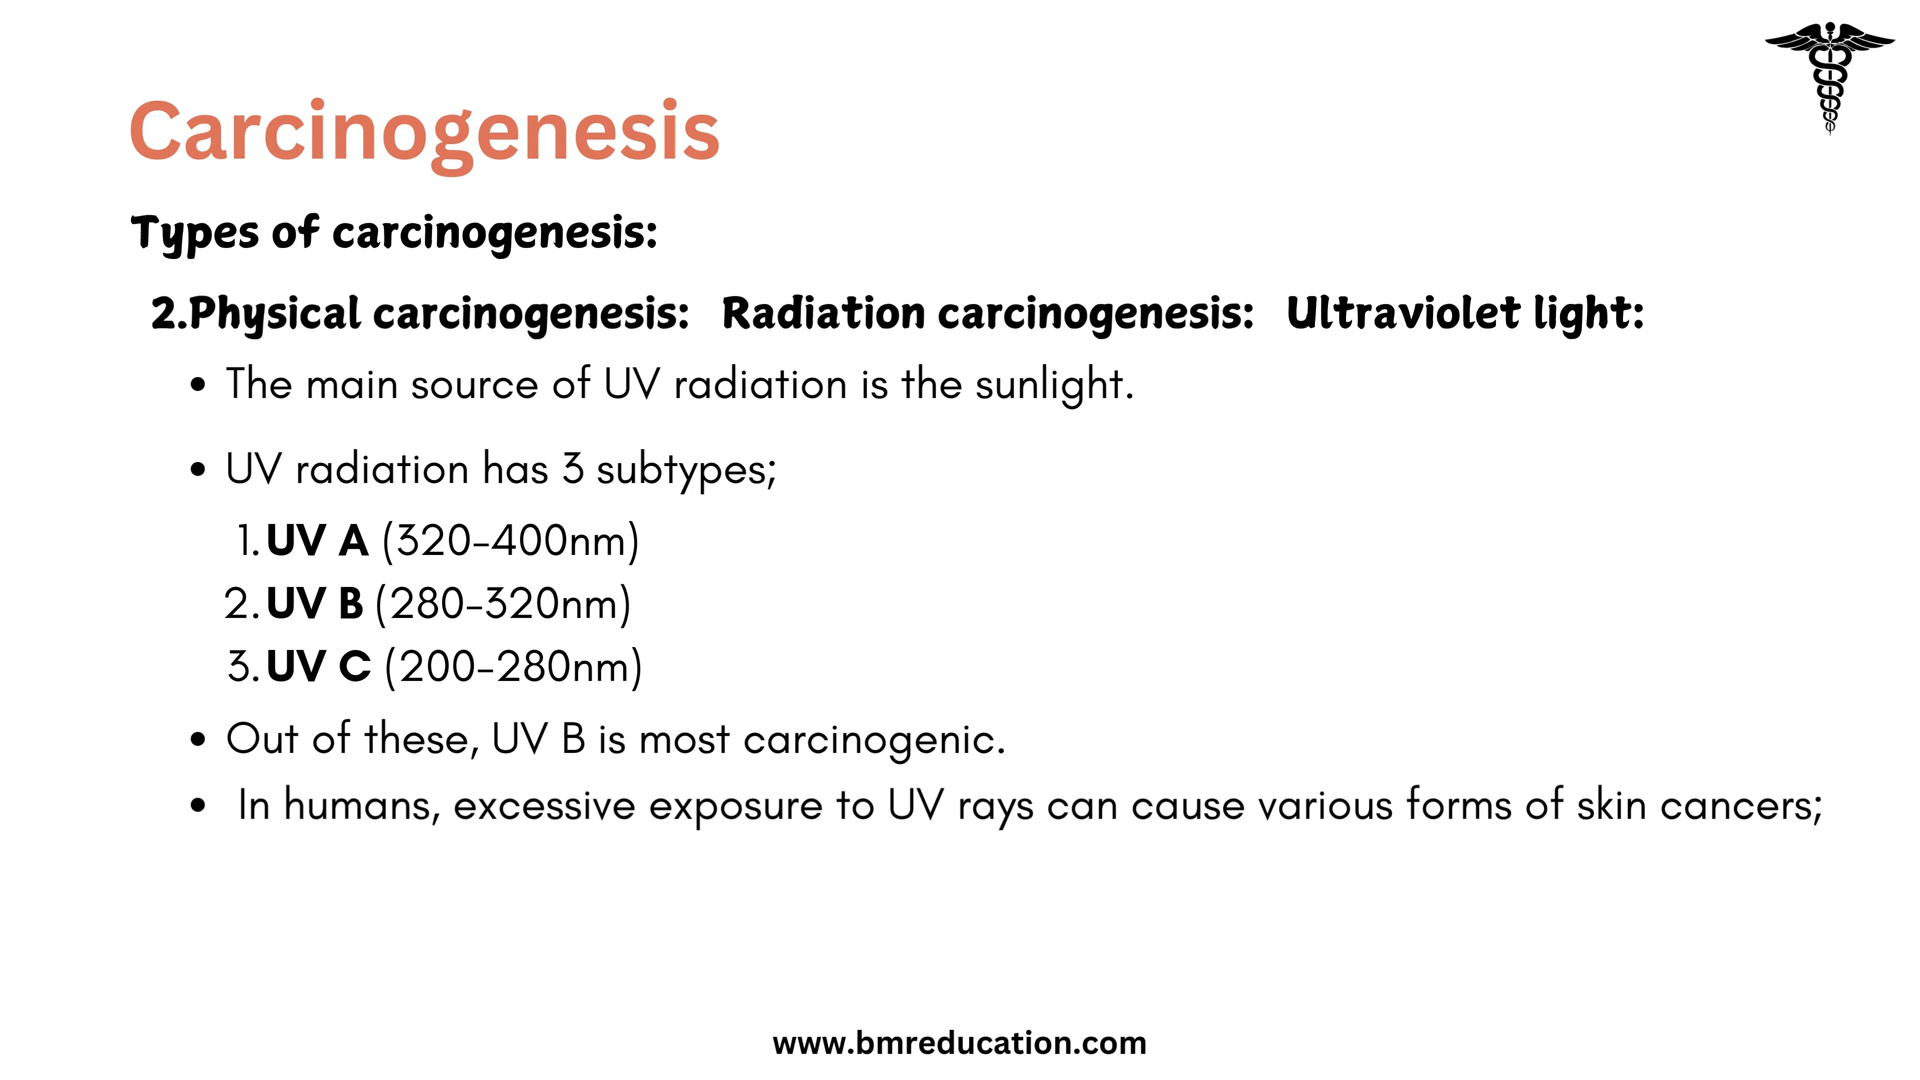 Carcinogenesis
Types of carcinogenesis:
2.Physical carcinogenesis: Radiation carcinogenesis: Ultraviolet light:
• The main source of UV radiation is the sunlight.
• UV radiation has 3 subtypes;
1. UV A (320-400nm)
2. UV B (280-320nm)
3. UV C (200-280nm)
• Out of these, UV B is most carcinogenic.
• In humans, excessive exposure to UV rays can cause various forms of skin cancers;
www.bmreducation.com